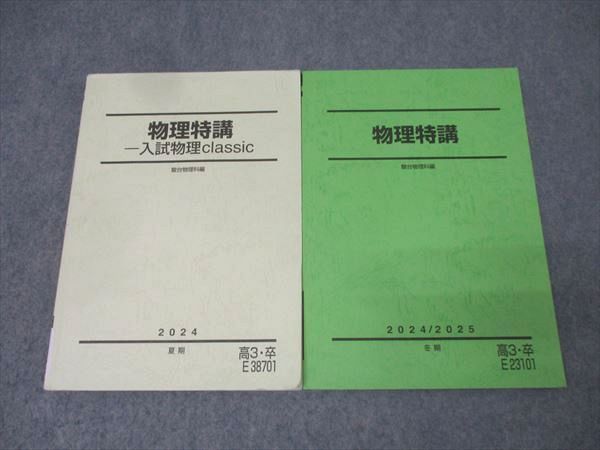 物理特講
―入試物理classic
駿台物理科編
2024
夏期
高3・卒
E38701
物理特講
駿台物理科編
2024/2025
冬期
高3・卒
E23101